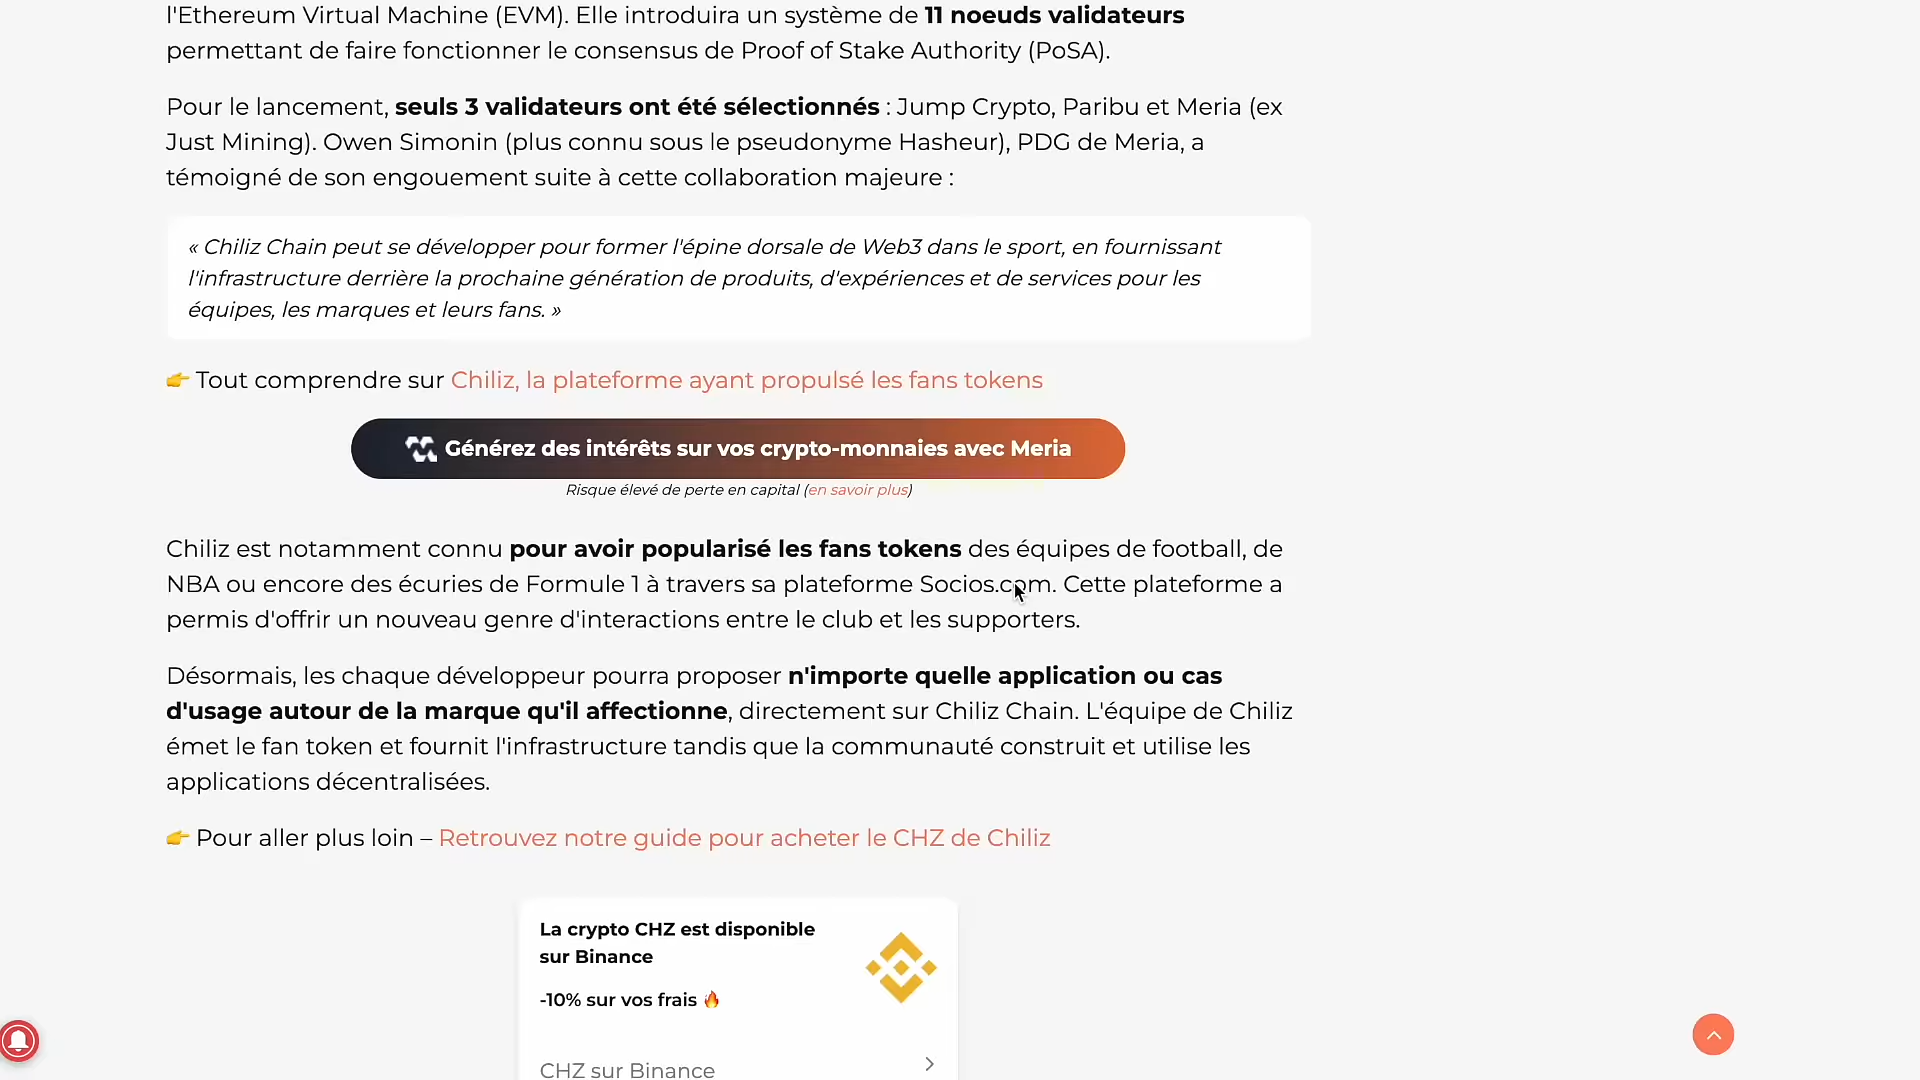 l'Ethereum Virtual Machine (EVM). Elle introduira un système de 11 noeuds validateurs
permettant de faire fonctionner le consensus de Proof of Stake Authority (PoSA).
Pour le lancement, seuls 3 validateurs ont été sélectionnés : Jump Crypto, Paribu et Meria (ex
Just Mining). Owen Simonin (plus connu sous le pseudonyme Hasheur), PDG de Meria, a
témoigné de son engouement suite à cette collaboration majeure :
« Chiliz Chain peut se développer pour former l'épine dorsale de Web3 dans le sport, en fournissant
l'infrastructure derrière la prochaine génération de produits, d'expériences et de services pour les
équipes, les marques et leurs fans. »
👉 Tout comprendre sur Chiliz, la plateforme ayant propulsé les fans tokens
Générez des intérêts sur vos crypto-monnaies avec Meria
Risque élevé de perte en capital (en savoir plus)
Chiliz est notamment connu pour avoir popularisé les fans tokens des équipes de football, de
NBA ou encore des écuries de Formule 1 à travers sa plateforme Socios.com. Cette plateforme a
permis d'offrir un nouveau genre d'interactions entre le club et les supporters.
Désormais, les chaque développeur pourra proposer n'importe quelle application ou cas
d'usage autour de la marque qu'il affectionne, directement sur Chiliz Chain. L'équipe de Chiliz
émet le fan token et fournit l'infrastructure tandis que la communauté construit et utilise les
applications décentralisées.
👉 Pour aller plus loin – Retrouvez notre guide pour acheter le CHZ de Chiliz
La crypto CHZ est disponible
sur Binance
-10% sur vos frais 🔥
CHZ sur Binance